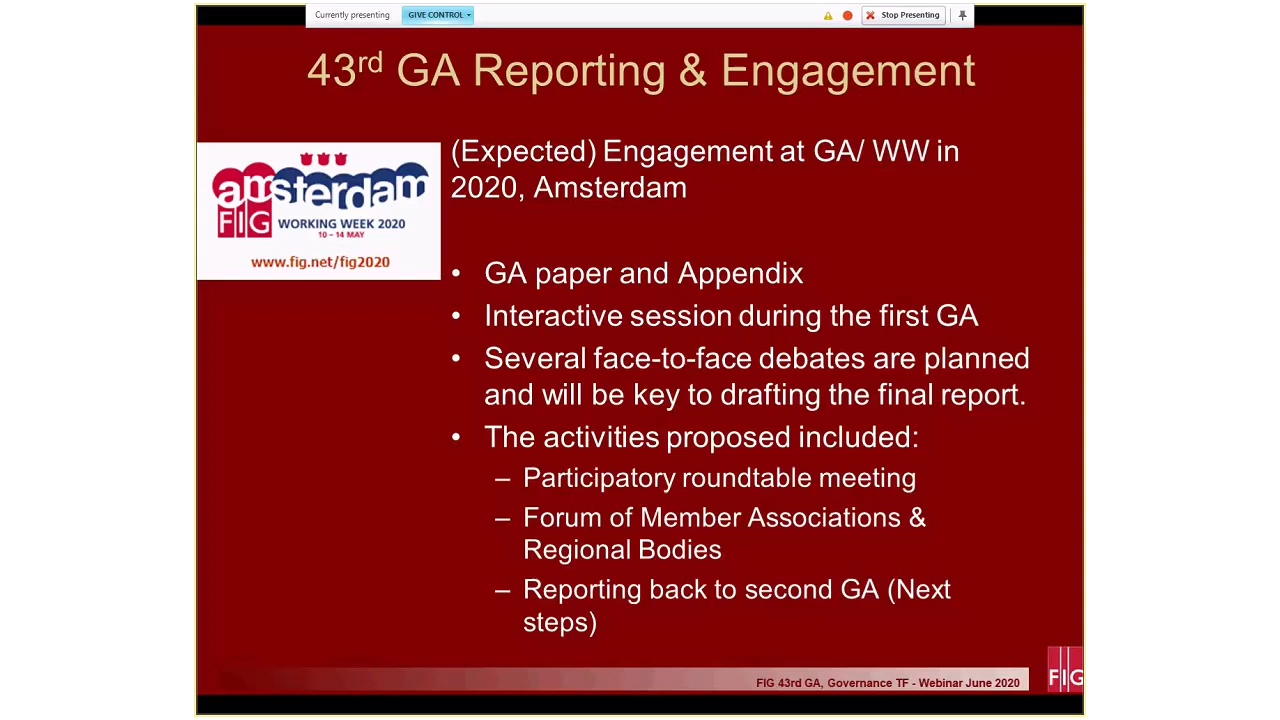 Currently presenting GIVE CONTROL Stop Presenting
43rd GA Reporting & Engagement
amsterdam
FIG WORKING WEEK 2020
10 – 14 MAY
www.fig.net/fig2020
(Expected) Engagement at GA/ WW in
2020, Amsterdam
• GA paper and Appendix
• Interactive session during the first GA
• Several face-to-face debates are planned
and will be key to drafting the final report.
• The activities proposed included:
– Participatory roundtable meeting
– Forum of Member Associations &
Regional Bodies
– Reporting back to second GA (Next
steps)
FIG 43rd GA, Governance TF - Webinar June 2020
FIG